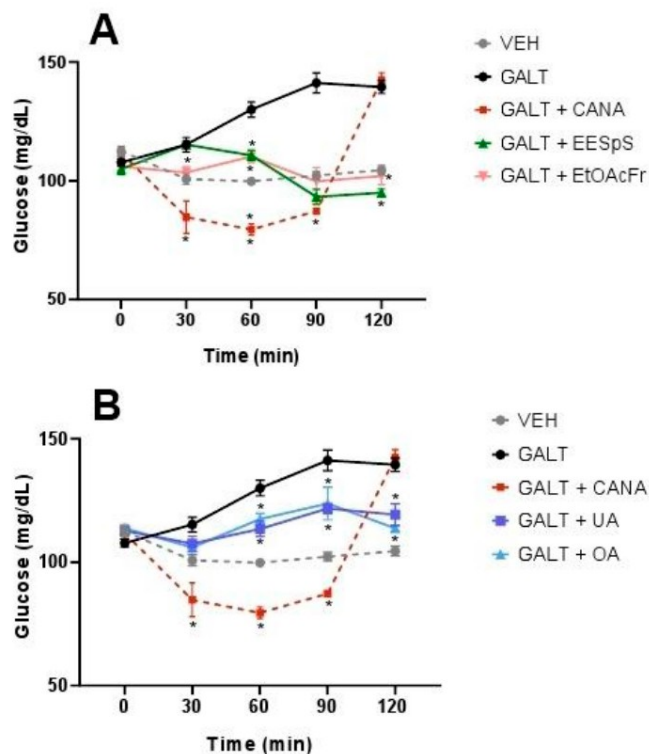 A
VEH
GALT
GALT + CANA
GALT + EESpS
GALT + EtOAcFr
Glucose (mg/dL)
150
100
50
* * * * * * * * * *
0 30 60 90 120
Time (min)
B
VEH
GALT
GALT + CANA
GALT + UA
GALT + OA
Glucose (mg/dL)
150
100
50
* * * * * * * * *
0 30 60 90 120
Time (min)